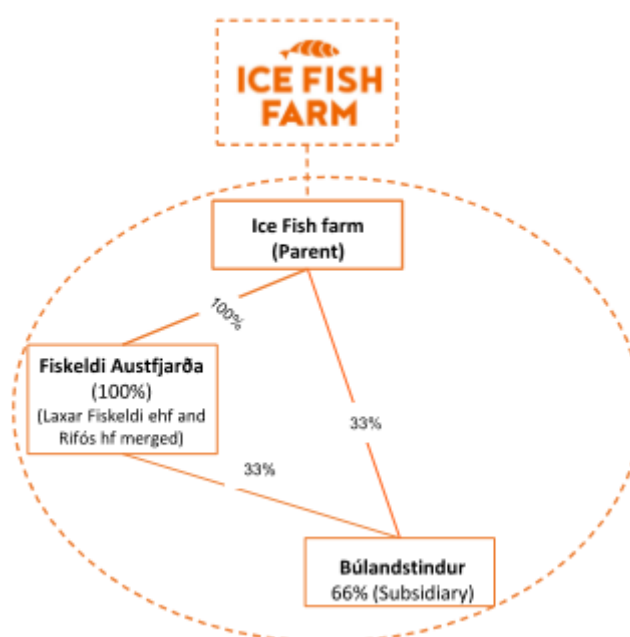 ICE FISH
FARM
Ice Fish farm
(Parent)
100%
Fiskeldi Austfjarða
(100%)
(Laxar Fiskeldi ehf and
Rifós hf merged)
33%
33%
Búlandstindur
66% (Subsidiary)